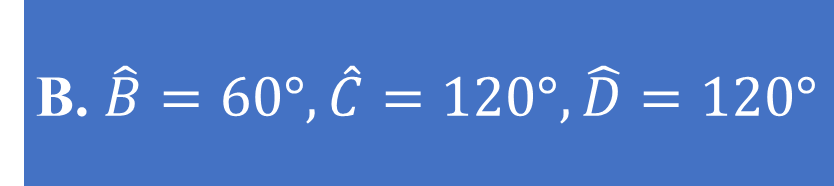 B. B̂ = 60°, Ĉ = 120°, D̂ = 120°